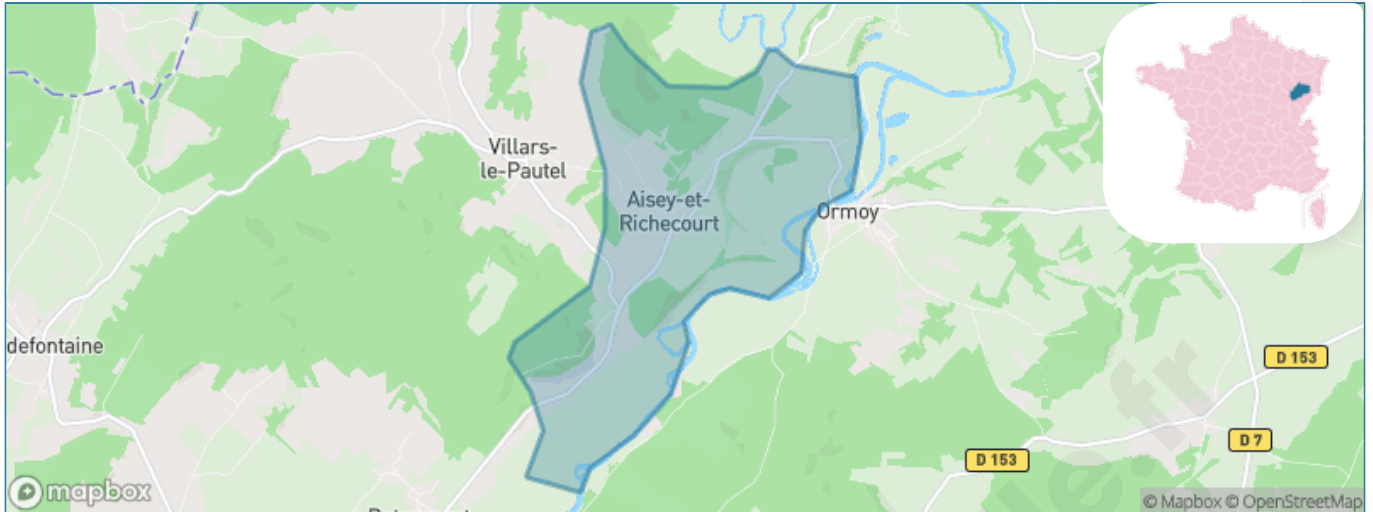 Villars-
le-Pautel
Aisey-et-
Richecourt
Ormoy
defontaine
D 153
D 7
D 153
mapbox
© Mapbox © OpenStreetMap